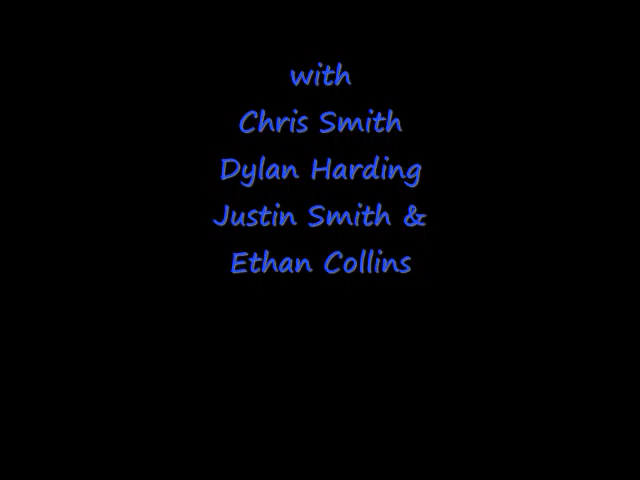 with
Chris Smith
Dylan Harding
Justin Smith &
Ethan Collins